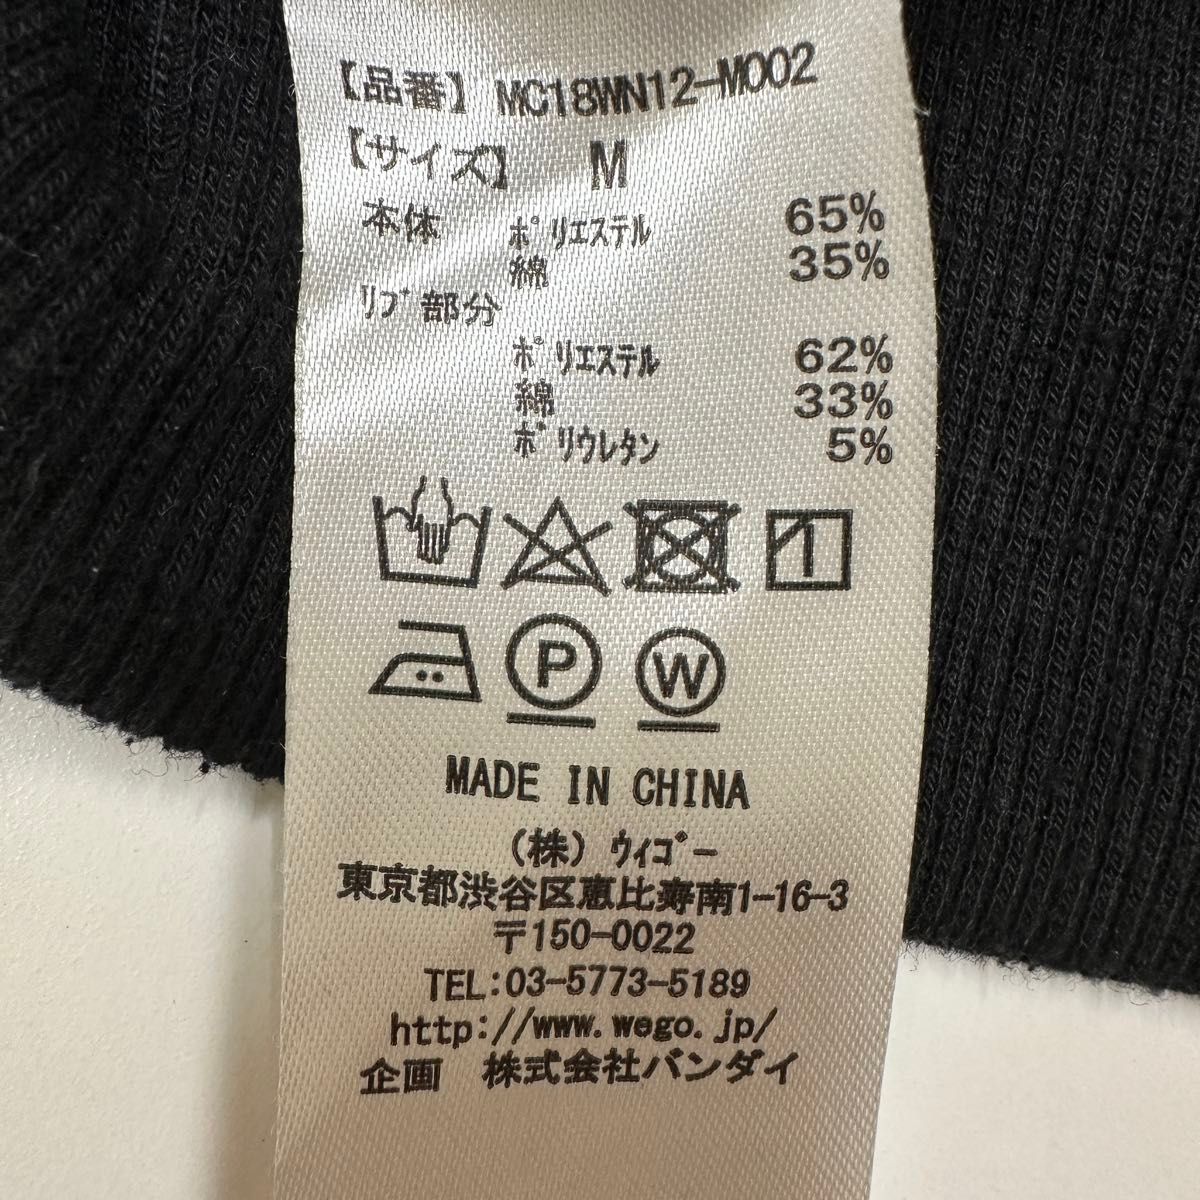 【品番】 MC18WN12-M002
【サイズ】 M
本体 ﾎﾟﾘｴｽﾃﾙ 65%
綿 35%
ﾘﾌﾞ部分
ﾎﾟﾘｴｽﾃﾙ 62%
綿 33%
ﾎﾟﾘｳﾚﾀﾝ 5%
1
P W
MADE IN CHINA
(株) ｳｨｺﾞｰ
東京都渋谷区恵比寿南1-16-3
〒150-0022
TEL:03-5773-5189
http://www.wego.jp/
企画 株式会社バンダイ